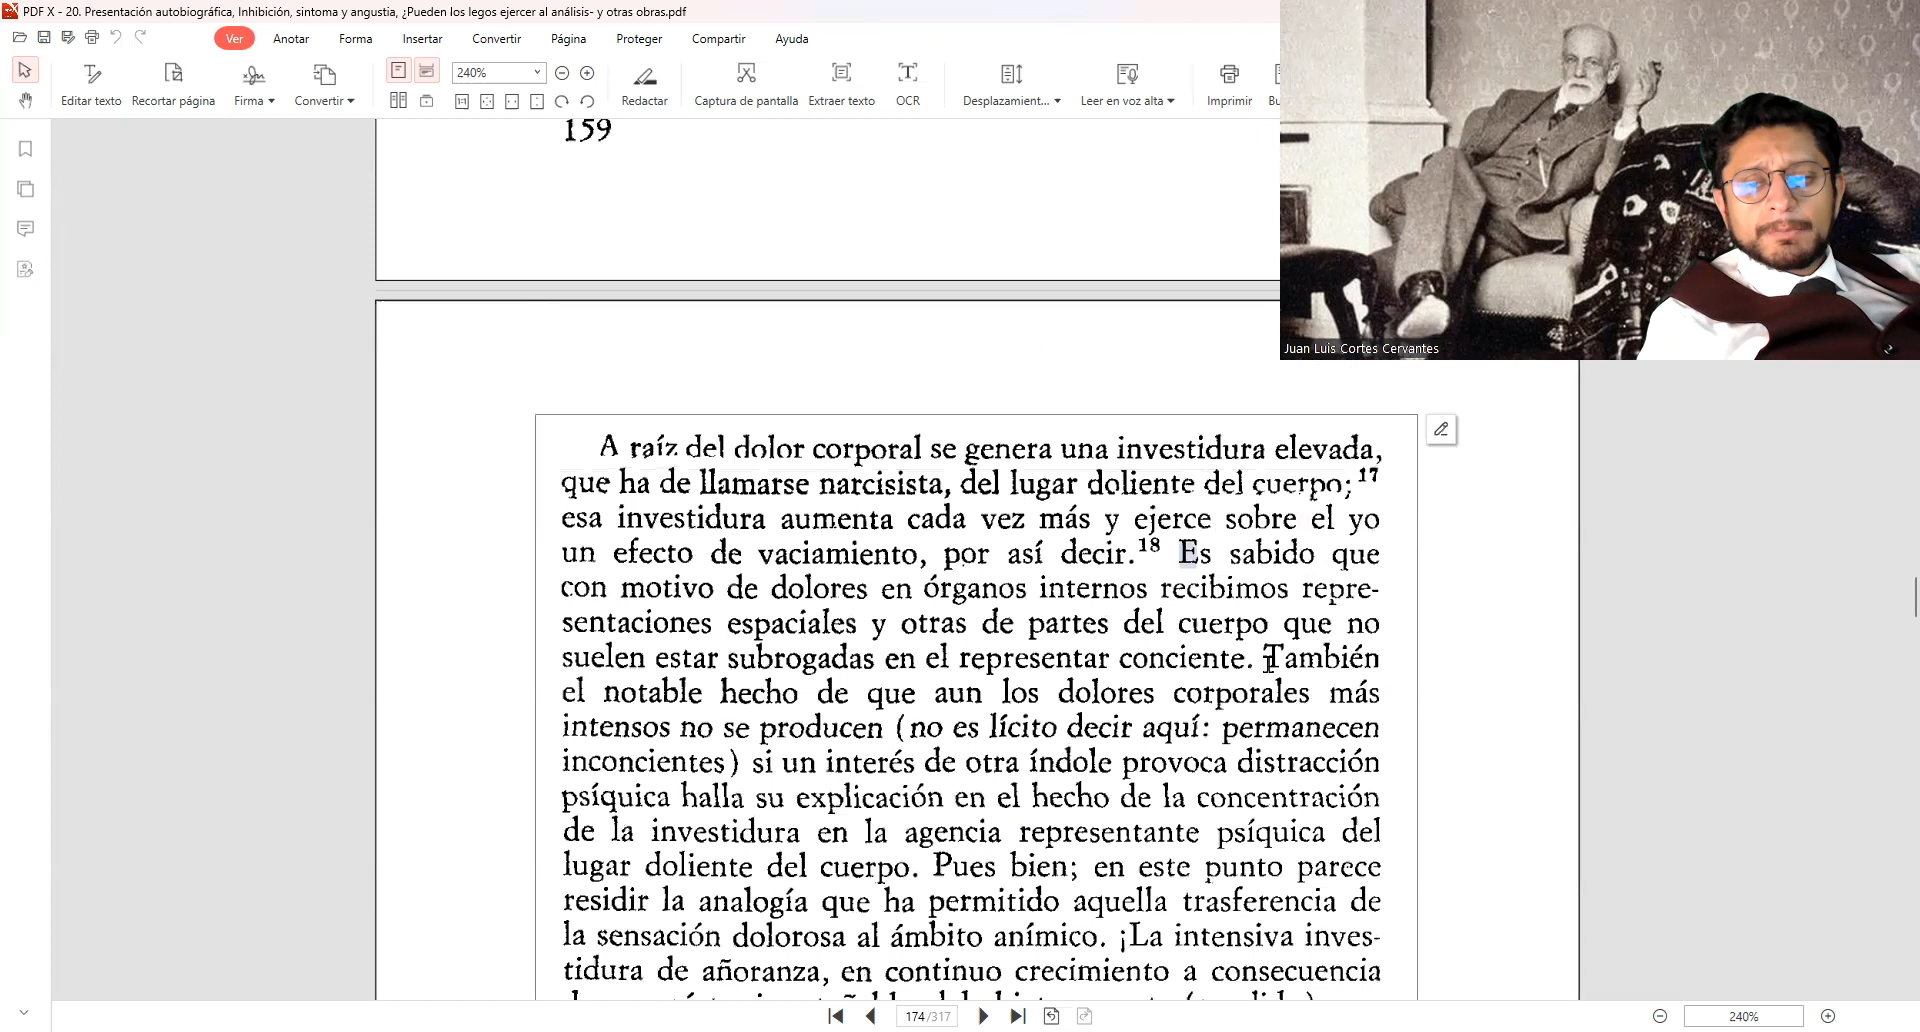 PDF X - 20. Presentación autobiográfica, Inhibición, sintoma y angustia, ¿Pueden los legos ejercer al análisis- y otras obras.pdf
Ver Anotar Forma Insertar Convertir Página Proteger Compartir Ayuda
240%
Editar texto Recortar página Firma Convertir Redactar Captura de pantalla Extraer texto OCR Desplazamient... Leer en voz alta Imprimir Bu
159
Juan Luis Cortes Cervantes
A raíz del dolor corporal se genera una investidura elevada,
que ha de llamarse narcisista, del lugar doliente del cuerpo;17
esa investidura aumenta cada vez más y ejerce sobre el yo
un efecto de vaciamiento, por así decir.18 Es sabido que
con motivo de dolores en órganos internos recibimos repre-
sentaciones espaciales y otras de partes del cuerpo que no
suelen estar subrogadas en el representar conciente. También
el notable hecho de que aun los dolores corporales más
intensos no se producen (no es lícito decir aquí: permanecen
inconcientes) si un interés de otra índole provoca distracción
psíquica halla su explicación en el hecho de la concentración
de la investidura en la agencia representante psíquica del
lugar doliente del cuerpo. Pues bien; en este punto parece
residir la analogía que ha permitido aquella trasferencia de
la sensación dolorosa al ámbito anímico. ¡La intensiva inves-
tidura de añoranza, en continuo crecimiento a consecuencia
174/317
240%